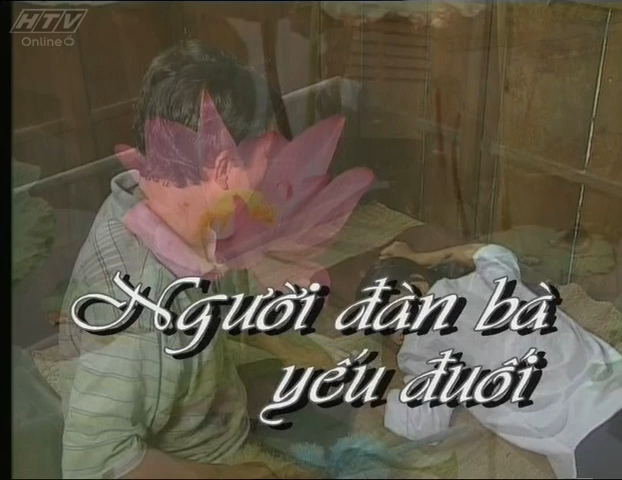 HTV
Online
Người đàn bà
yếu đuối